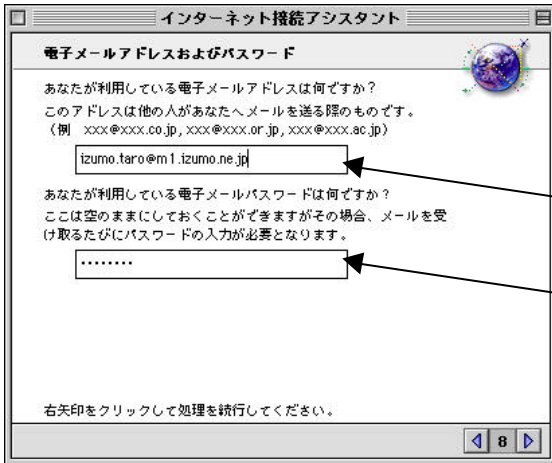 インターネット接続アシスタント
電子メールアドレスおよびパスワード
あなたが利用している電子メールアドレスは何ですか？
このアドレスは他の人があなたへメールを送る際のものです。
（例　xxx@xxx.co.jp, xxx@xxx.or.jp, xxx@xxx.ac.jp）
izumo.taro@m1.izumo.ne.jp
あなたが利用している電子メールパスワードは何ですか？
ここは空のままにしておくことができますがその場合、メールを受
け取るたびにパスワードの入力が必要となります。
••••••••
右矢印をクリックして処理を続行してください。
8